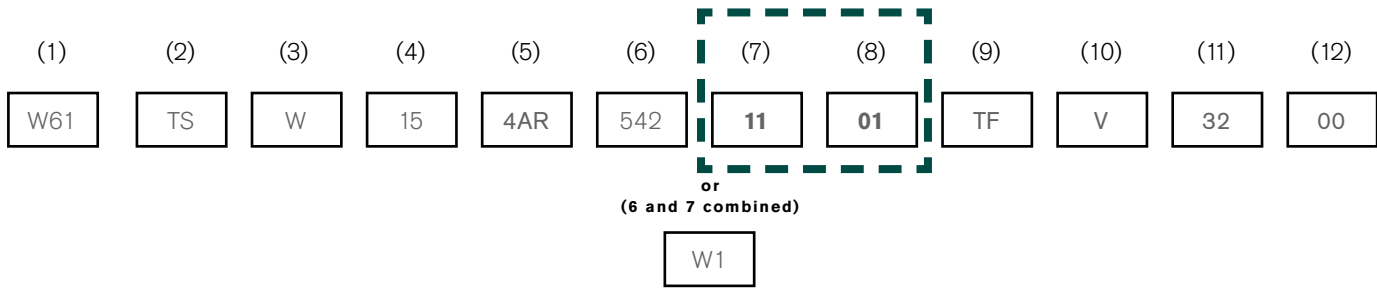 (1) (2) (3) (4) (5) (6) (7) (8) (9) (10) (11) (12)
W61 TS W 15 4AR 542 11 01 TF V 32 00
or
(6 and 7 combined)
W1